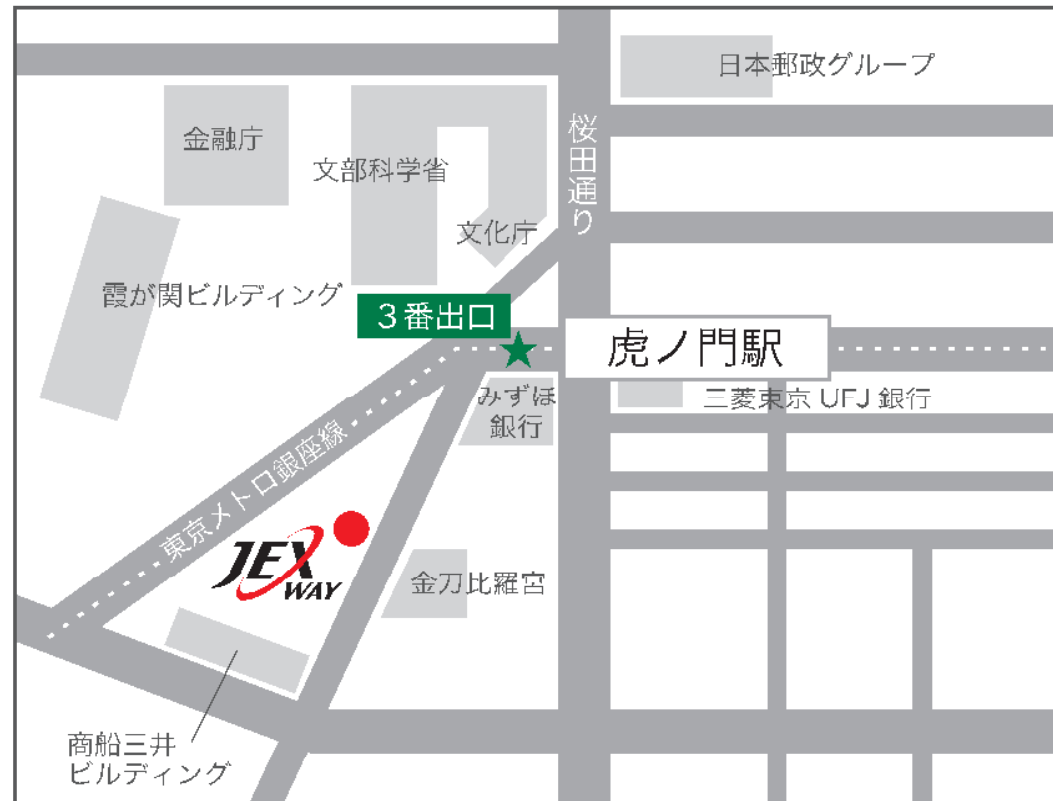 日本郵政グループ
金融庁
桜田通り
文部科学省
文化庁
霞が関ビルディング
３番出口
虎ノ門駅
みずほ
銀行
三菱東京 UFJ 銀行
東京メトロ銀座線
JEX
WAY
金刀比羅宮
商船三井
ビルディング